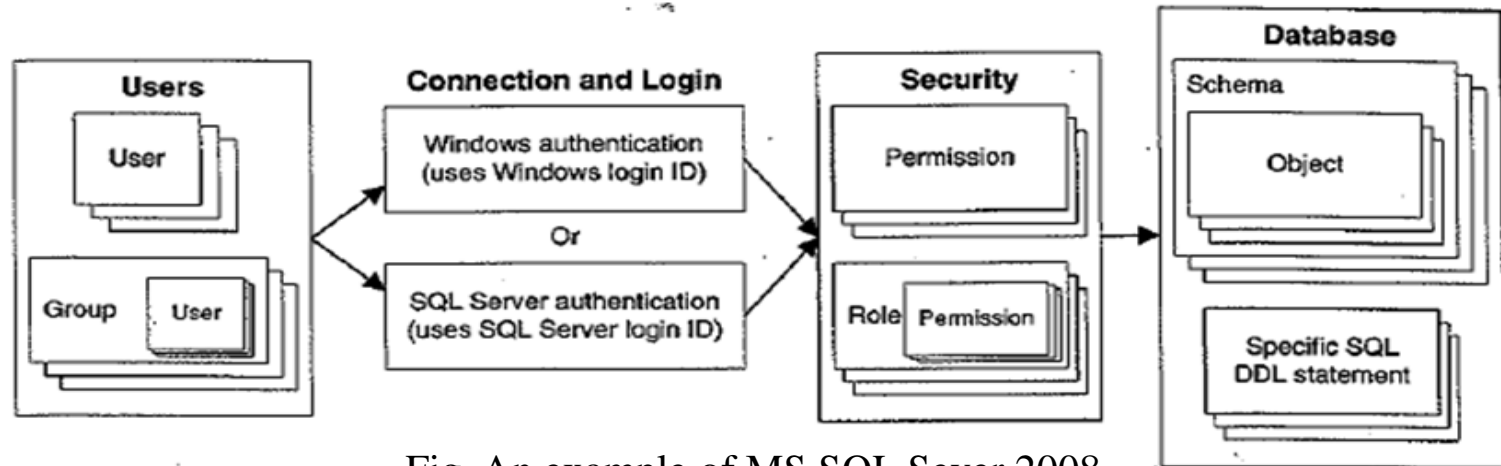 Users
User
Group
User
Connection and Login
Windows authentication
(uses Windows login ID)
Or
SQL Server authentication
(uses SQL Server login ID)
Security
Permission
Role
Permission
Database
Schema
Object
Specific SQL
DDL statement
Fig. An example of MS SQL Sever 2008